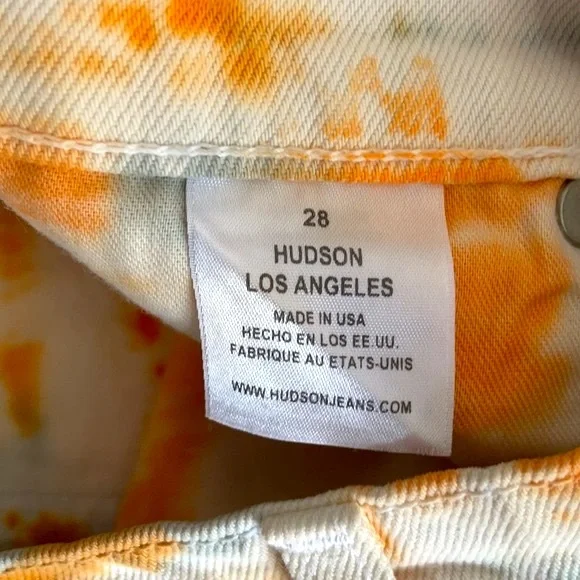 28
HUDSON
LOS ANGELES
MADE IN USA
HECHO EN LOS EE.UU.
FABRIQUE AU ETATS-UNIS
WWW.HUDSONJEANS.COM